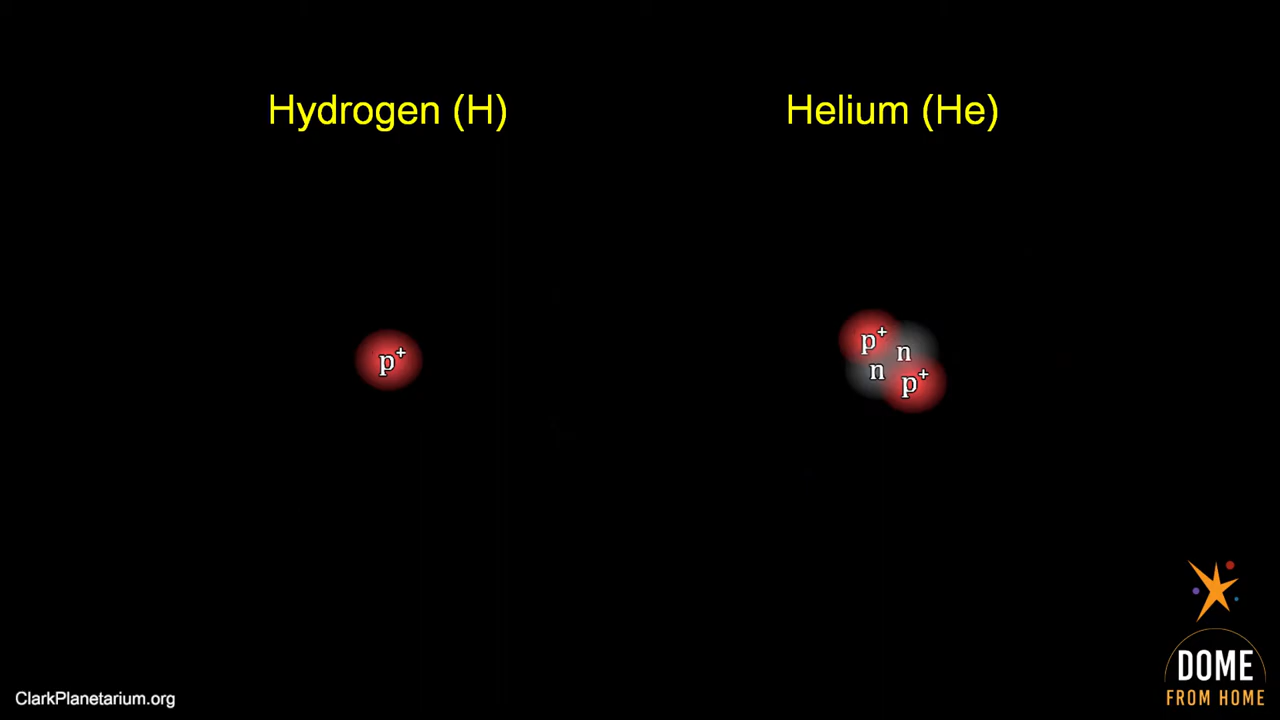 Hydrogen (H)
Helium (He)
p⁺
p⁺
n
n
p⁺
DOME
FROM HOME
ClarkPlanetarium.org